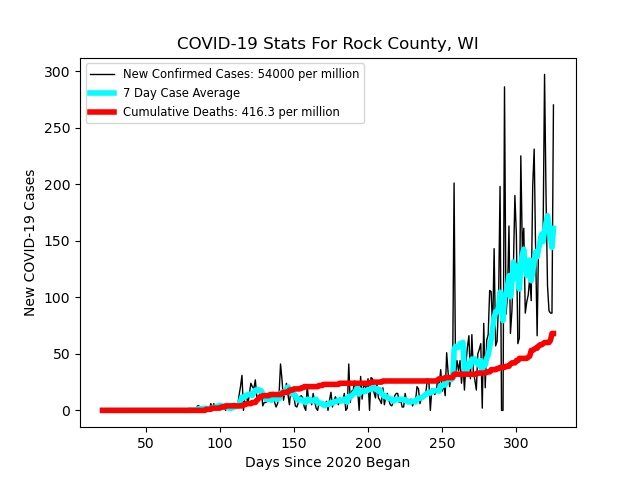 COVID-19 Stats For Rock County, WI
New Confirmed Cases: 54000 per million
7 Day Case Average
Cumulative Deaths: 416.3 per million
New COVID-19 Cases
300
250
200
150
100
50
0
50
100
150
200
250
300
Days Since 2020 Began